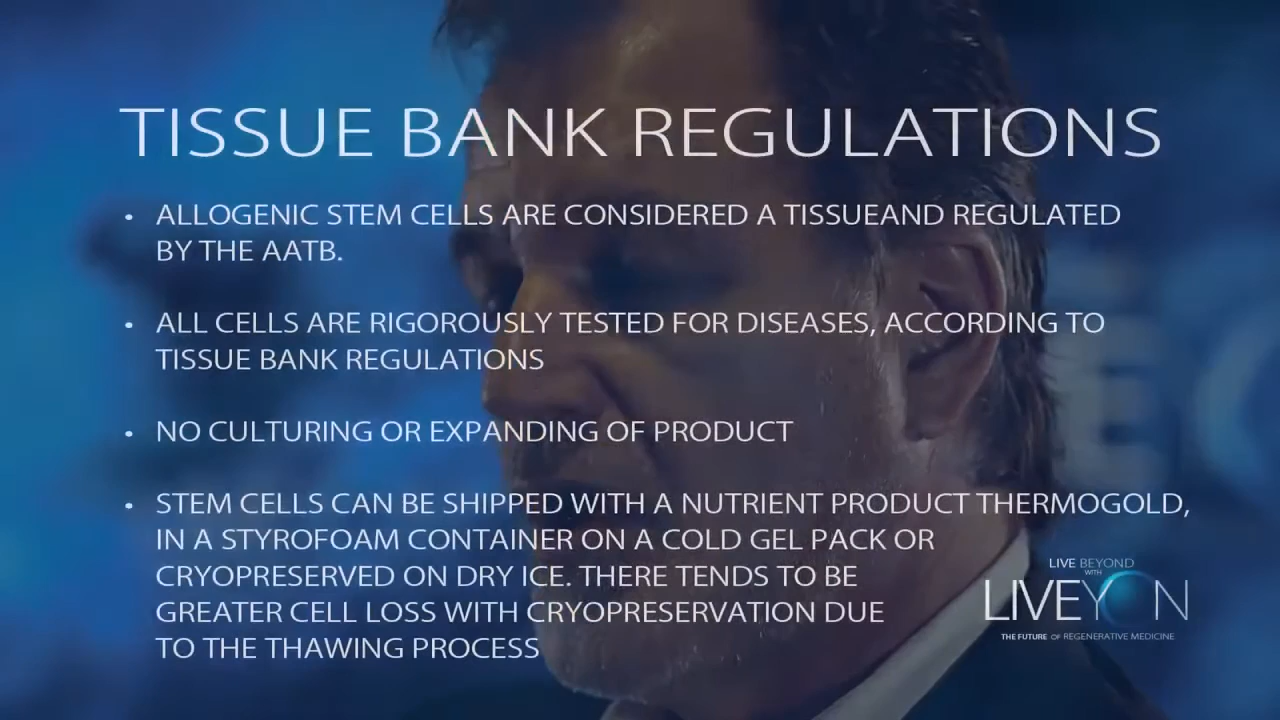 TISSUE BANK REGULATIONS
• ALLOGENIC STEM CELLS ARE CONSIDERED A TISSUEAND REGULATED
BY THE AATB.
• ALL CELLS ARE RIGOROUSLY TESTED FOR DISEASES, ACCORDING TO
TISSUE BANK REGULATIONS
• NO CULTURING OR EXPANDING OF PRODUCT
• STEM CELLS CAN BE SHIPPED WITH A NUTRIENT PRODUCT THERMOGOLD,
IN A STYROFOAM CONTAINER ON A COLD GEL PACK OR
CRYOPRESERVED ON DRY ICE. THERE TENDS TO BE
GREATER CELL LOSS WITH CRYOPRESERVATION DUE
TO THE THAWING PROCESS
LIVE BEYOND
WITH
LIVEYON
THE FUTURE OF REGENERATIVE MEDICINE